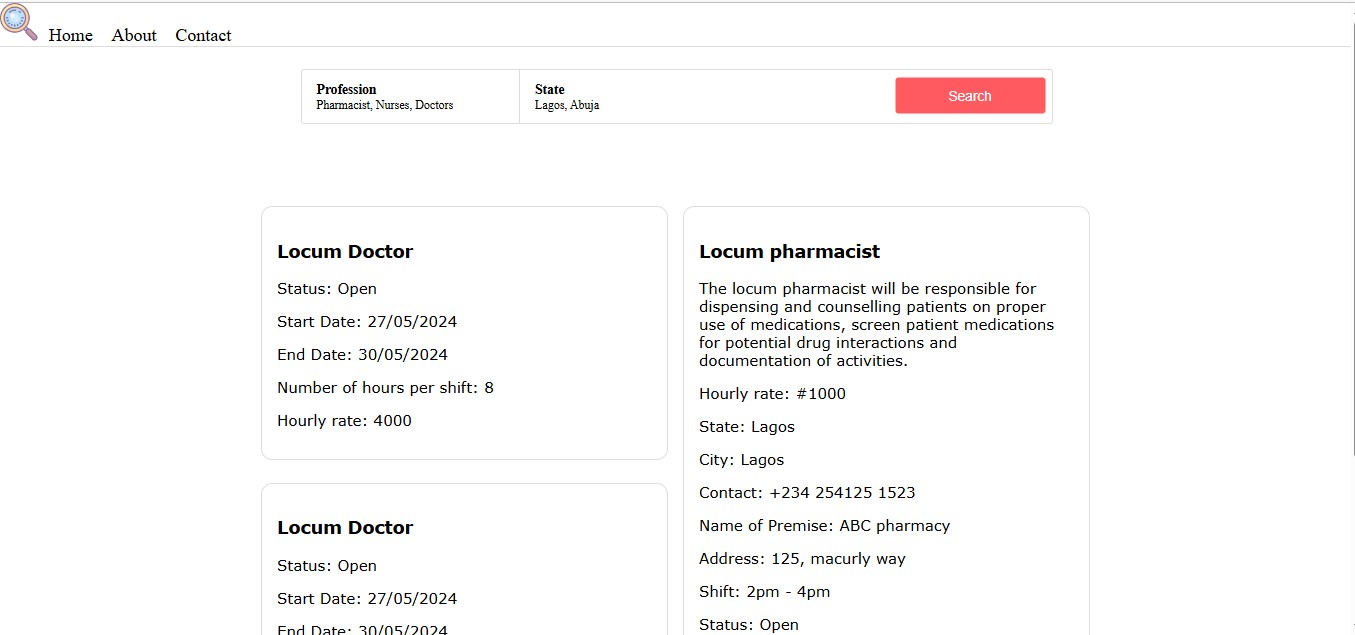 Home About Contact
Profession
Pharmacist, Nurses, Doctors
State
Lagos, Abuja
Search
Locum Doctor
Status: Open
Start Date: 27/05/2024
End Date: 30/05/2024
Number of hours per shift: 8
Hourly rate: 4000
Locum Doctor
Status: Open
Start Date: 27/05/2024
End Date: 30/05/2024
Locum pharmacist
The locum pharmacist will be responsible for
dispensing and counselling patients on proper
use of medications, screen patient medications
for potential drug interactions and
documentation of activities.
Hourly rate: #1000
State: Lagos
City: Lagos
Contact: +234 254125 1523
Name of Premise: ABC pharmacy
Address: 125, macurly way
Shift: 2pm - 4pm
Status: Open